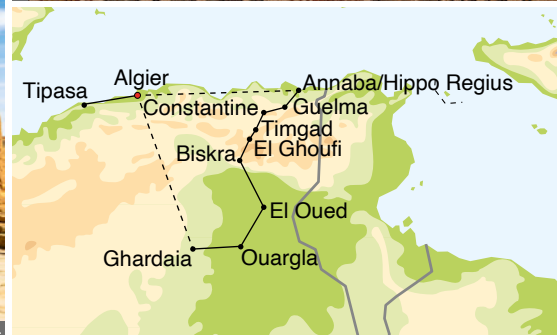 Algier
Tipasa
Annaba/Hippo Regius
Constantine
Guelma
Timgad
El Ghoufi
Biskra
El Oued
Ghardaia
Ouargla